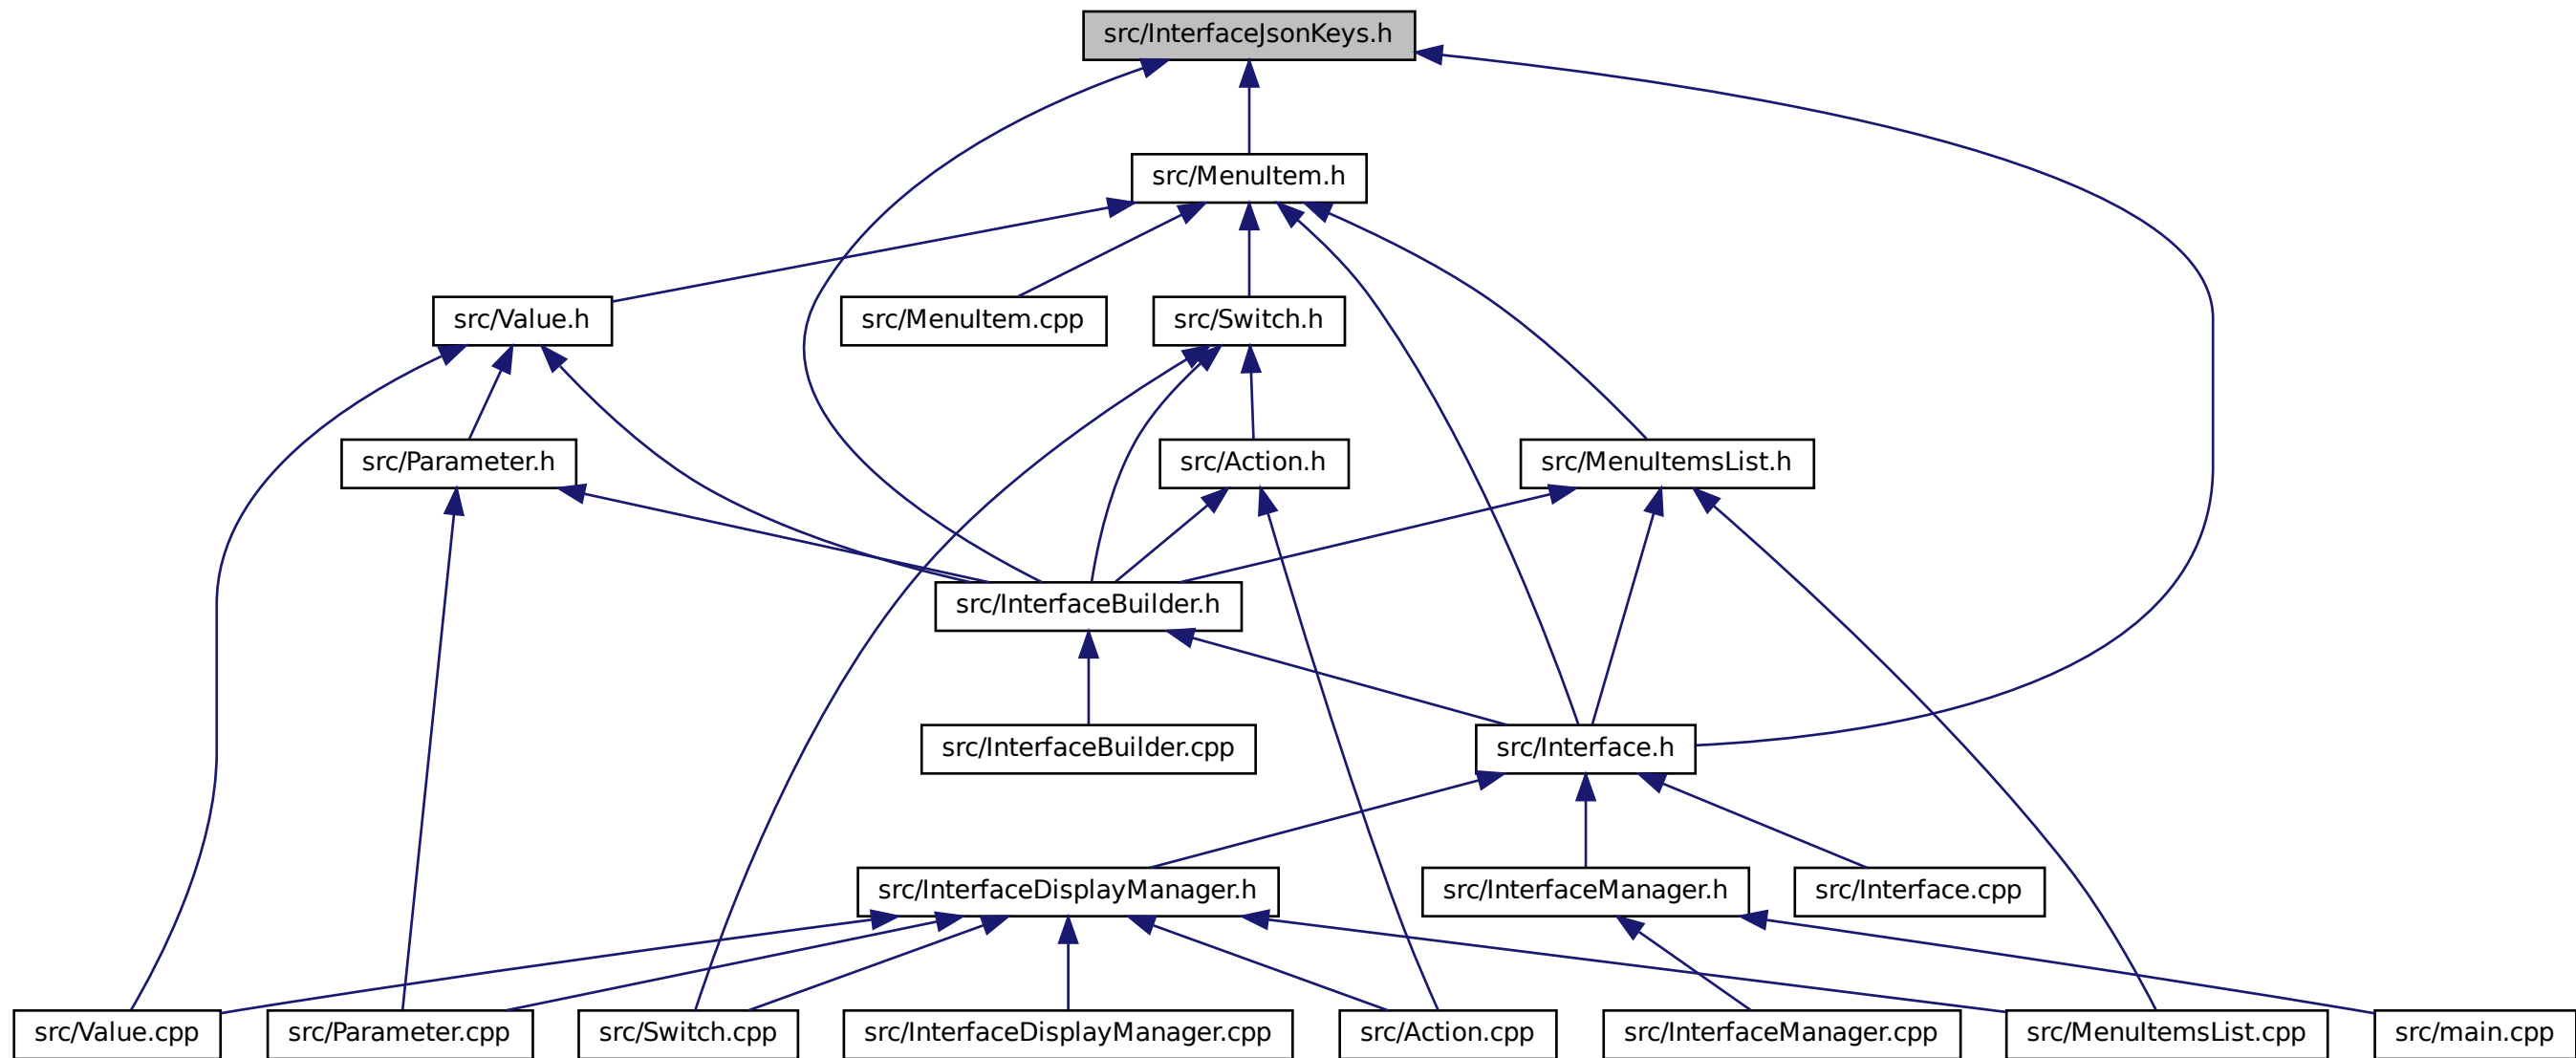 src/InterfaceJsonKeys.h
src/MenuItem.h
src/Value.h
src/MenuItem.cpp
src/Switch.h
src/Parameter.h
src/Action.h
src/MenuItemsList.h
src/InterfaceBuilder.h
src/InterfaceBuilder.cpp
src/Interface.h
src/InterfaceDisplayManager.h
src/InterfaceManager.h
src/Interface.cpp
src/Value.cpp
src/Parameter.cpp
src/Switch.cpp
src/InterfaceDisplayManager.cpp
src/Action.cpp
src/InterfaceManager.cpp
src/MenuItemsList.cpp
src/main.cpp